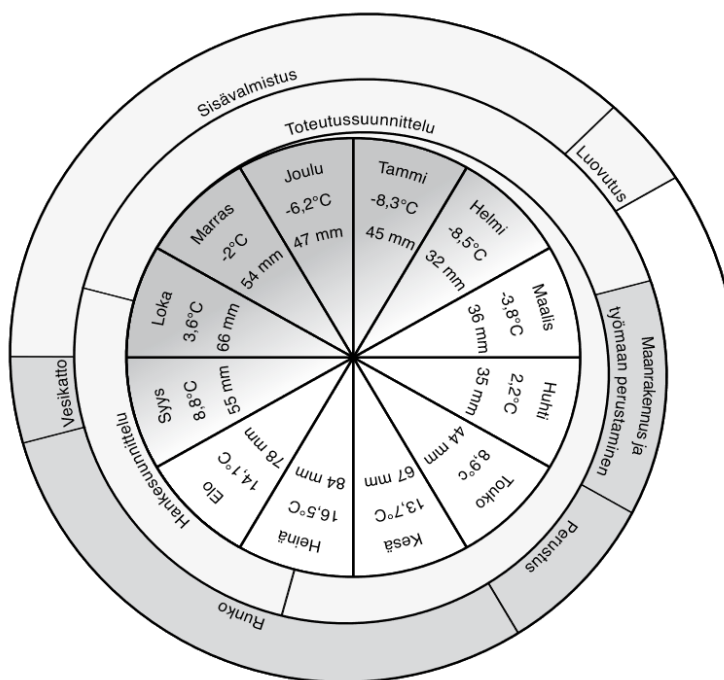 Sisävalmistus
Luovutus
Toteutussuunnittelu
Maanrakennus ja
työmaan perustaminen
Perustus
Runko
Vesikatto
Hankesuunnittelu
Tammi
-8,3°C
45 mm
Helmi
-8,5°C
32 mm
Maalis
-3,8°C
36 mm
Huhti
2,2°C
35 mm
Touko
8,9°c
44 mm
Kesä
13,7°C
67 mm
Heinä
16,5°C
84 mm
Elo
14,1°C
78 mm
Syys
8,8°C
55 mm
Loka
3,6°C
66 mm
Marras
-2°C
54 mm
Joulu
-6,2°C
47 mm